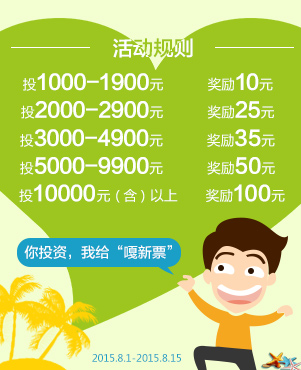 活动规则
投1000-1900元 奖励10元
投2000-2900元 奖励25元
投3000-4900元 奖励35元
投5000-9900元 奖励50元
投10000元（含）以上 奖励100元
你投资，我给“嘎新票”
2015.8.1-2015.8.15